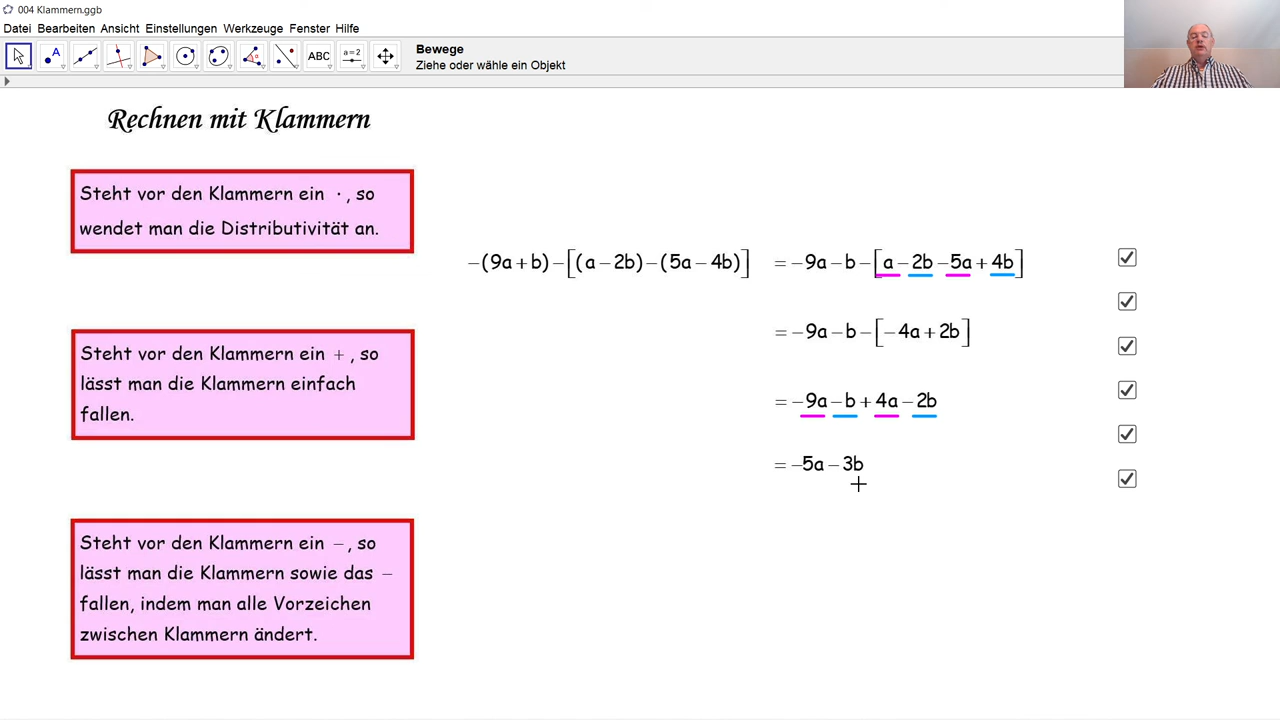 004 Klammern.ggb
Datei Bearbeiten Ansicht Einstellungen Werkzeuge Fenster Hilfe
A
ABC
a=2
Bewege
Ziehe oder wähle ein Objekt
Rechnen mit Klammern
Steht vor den Klammern ein · , so
wendet man die Distributivität an.
Steht vor den Klammern ein + , so
lässt man die Klammern einfach
fallen.
Steht vor den Klammern ein − , so
lässt man die Klammern sowie das −
fallen, indem man alle Vorzeichen
zwischen Klammern ändert.
−(9a+b)−[(a−2b)−(5a−4b)] =−9a−b−[a−2b−5a+4b]
=−9a−b−[−4a+2b]
=−9a−b+4a−2b
=−5a−3b